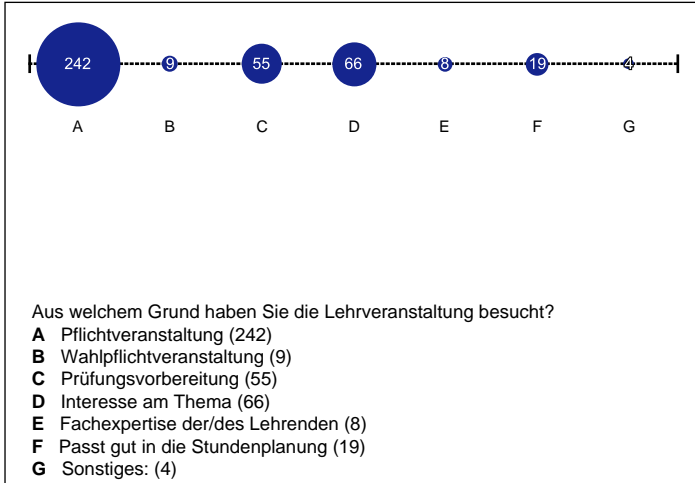 242 9 55 66 8 19 4
A B C D E F G
Aus welchem Grund haben Sie die Lehrveranstaltung besucht?
A Pflichtveranstaltung (242)
B Wahlpflichtveranstaltung (9)
C Prüfungsvorbereitung (55)
D Interesse am Thema (66)
E Fachexpertise der/des Lehrenden (8)
F Passt gut in die Stundenplanung (19)
G Sonstiges: (4)